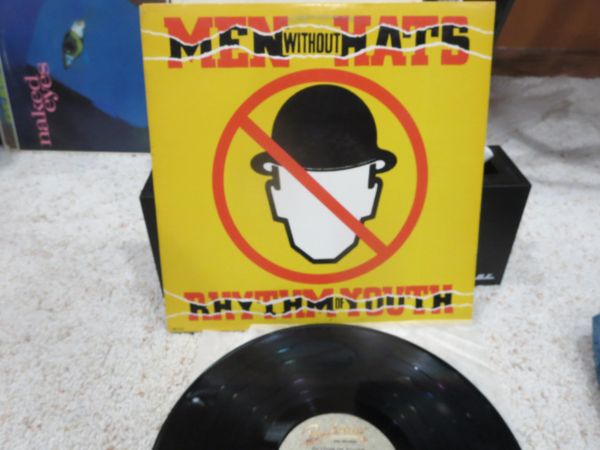 MEN WITHOUT HATS
naked
eyes
RHYTHM OF YOUTH